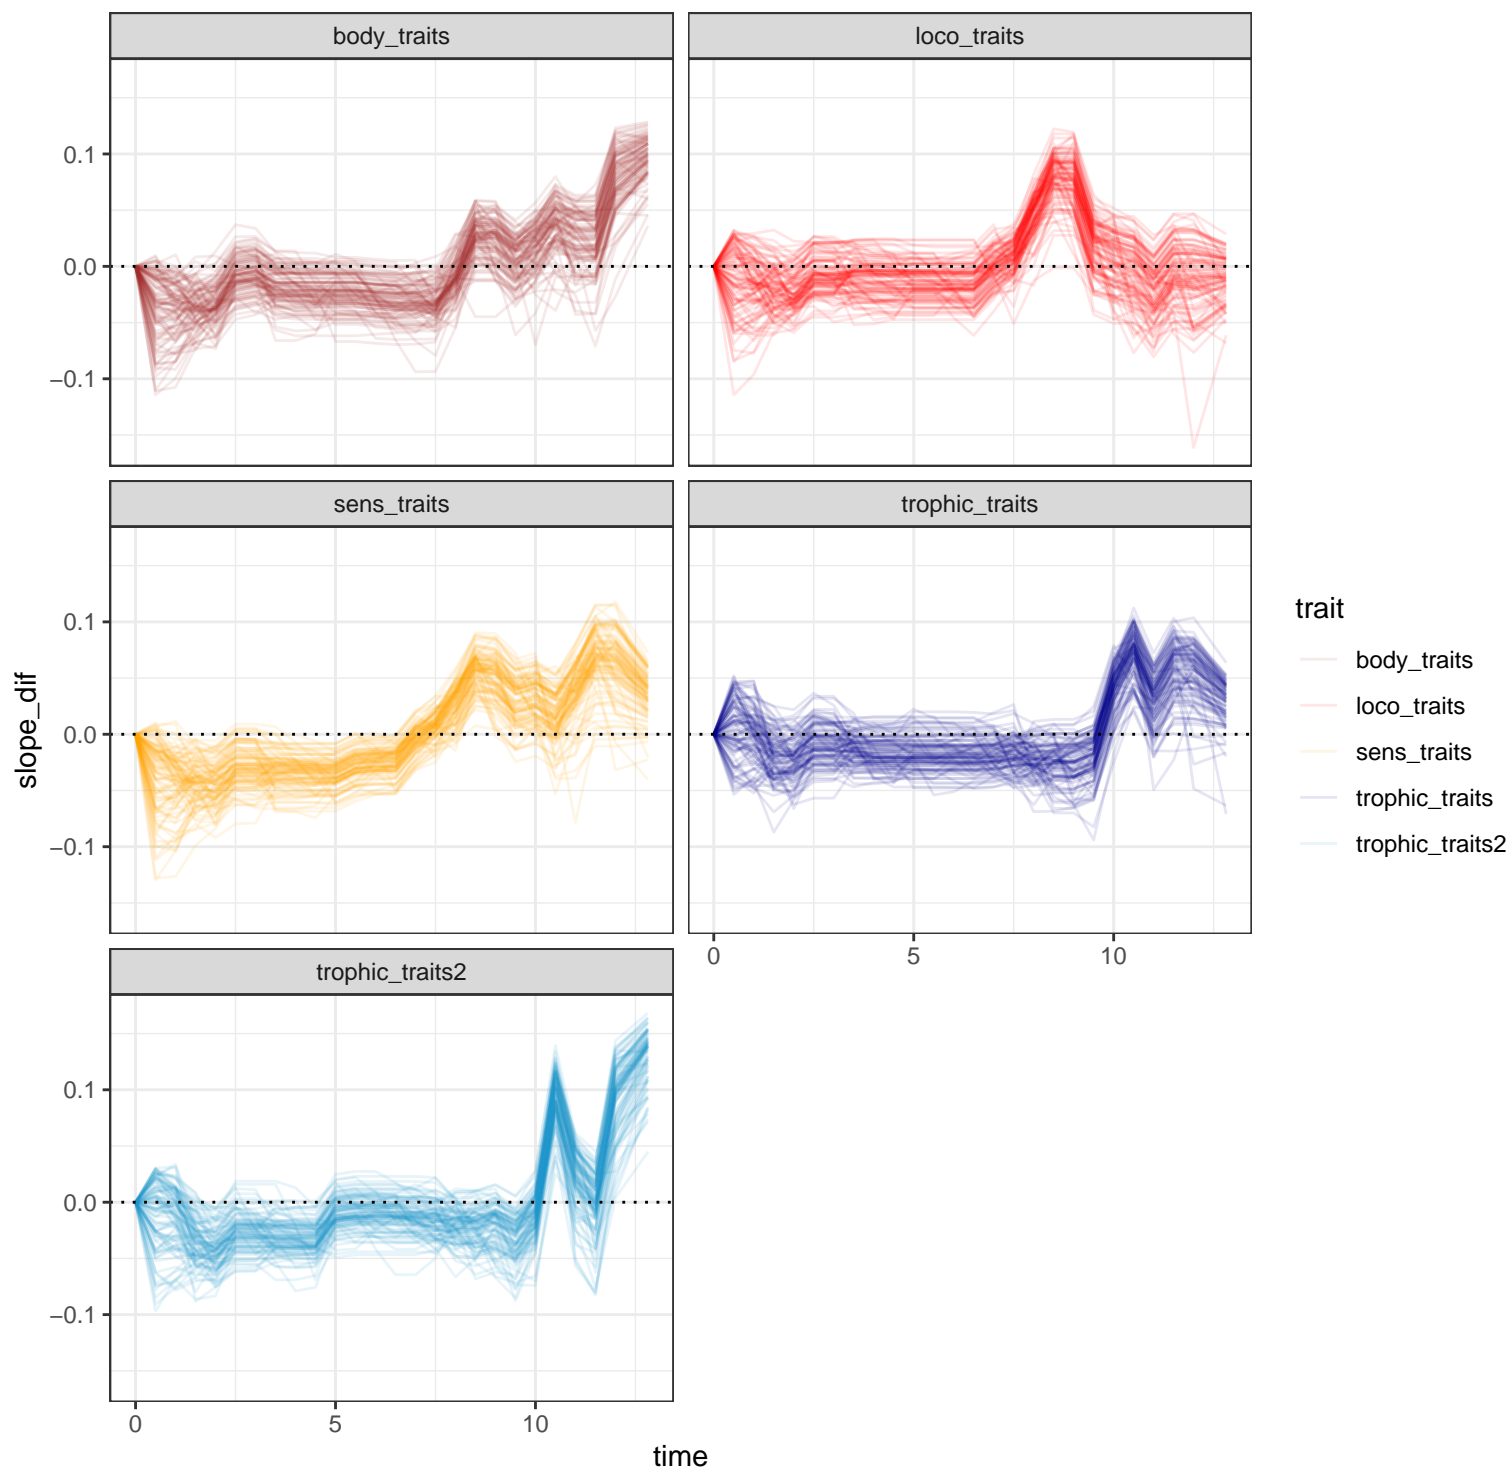 body_traits
loco_traits
0.1
0.0
−0.1
sens_traits
trophic_traits
0.1
0.0
−0.1
0
5
10
trophic_traits2
0.1
0.0
−0.1
0
5
10
time
slope_dif
trait
body_traits
loco_traits
sens_traits
trophic_traits
trophic_traits2